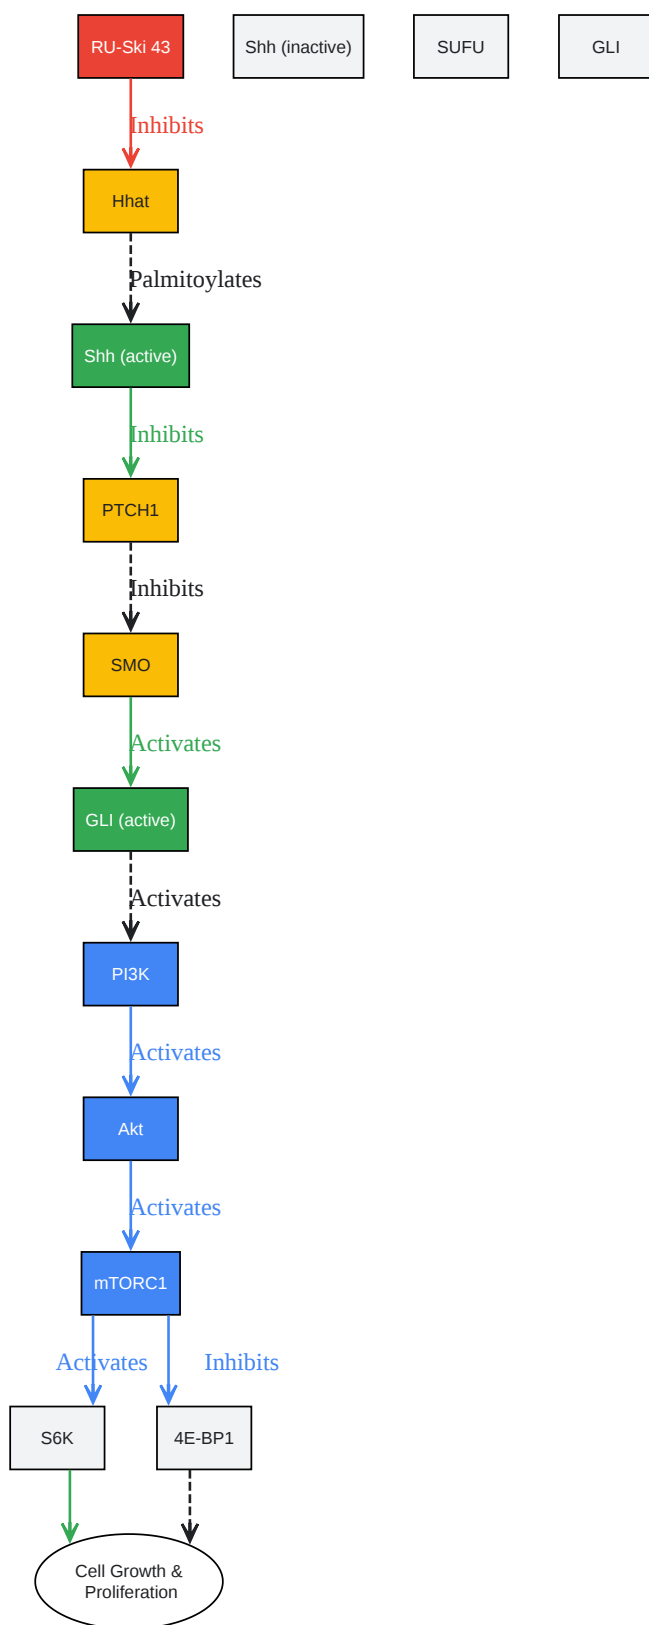 RU-Ski 43
Shh (inactive)
SUFU
GLI
Inhibits
Hhat
Palmitoylates
Shh (active)
Inhibits
PTCH1
Inhibits
SMO
Activates
GLI (active)
Activates
PI3K
Activates
Akt
Activates
mTORC1
Activates
Inhibits
S6K
4E-BP1
Cell Growth &
Proliferation